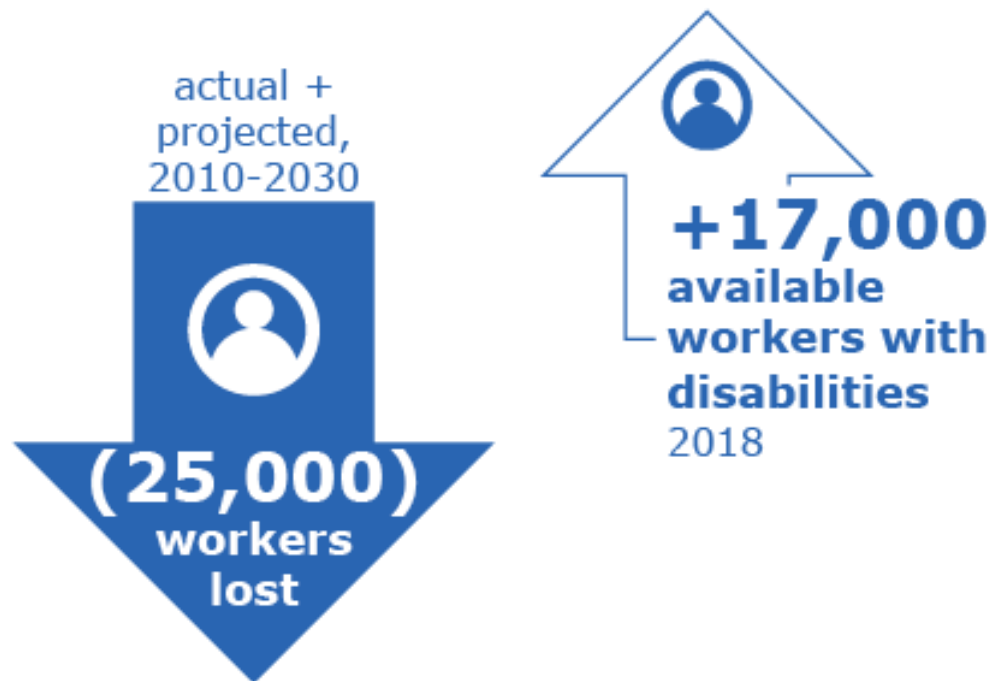 actual +
projected,
2010-2030
(25,000)
workers
lost
+17,000
available
workers with
disabilities
2018